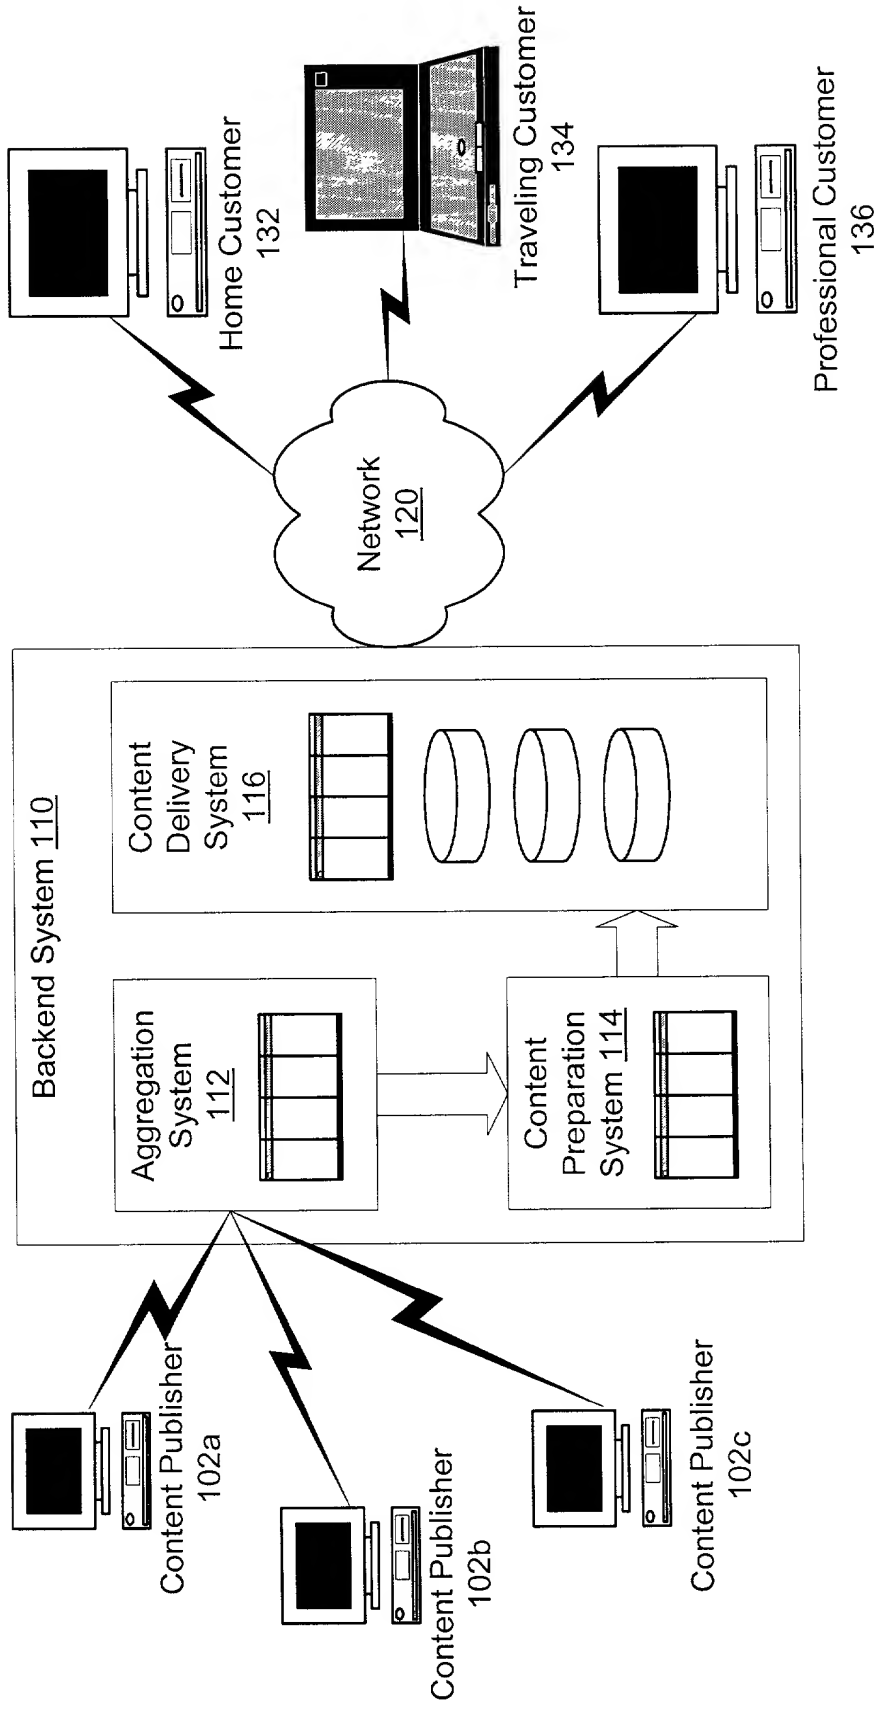 Content Publisher
102a
Content Publisher
102b
Content Publisher
102c
Backend System 110
Aggregation
System
112
Content
Preparation
System 114
Content
Delivery
System
116
Network
120
Home Customer
132
Traveling Customer
134
Professional Customer
136